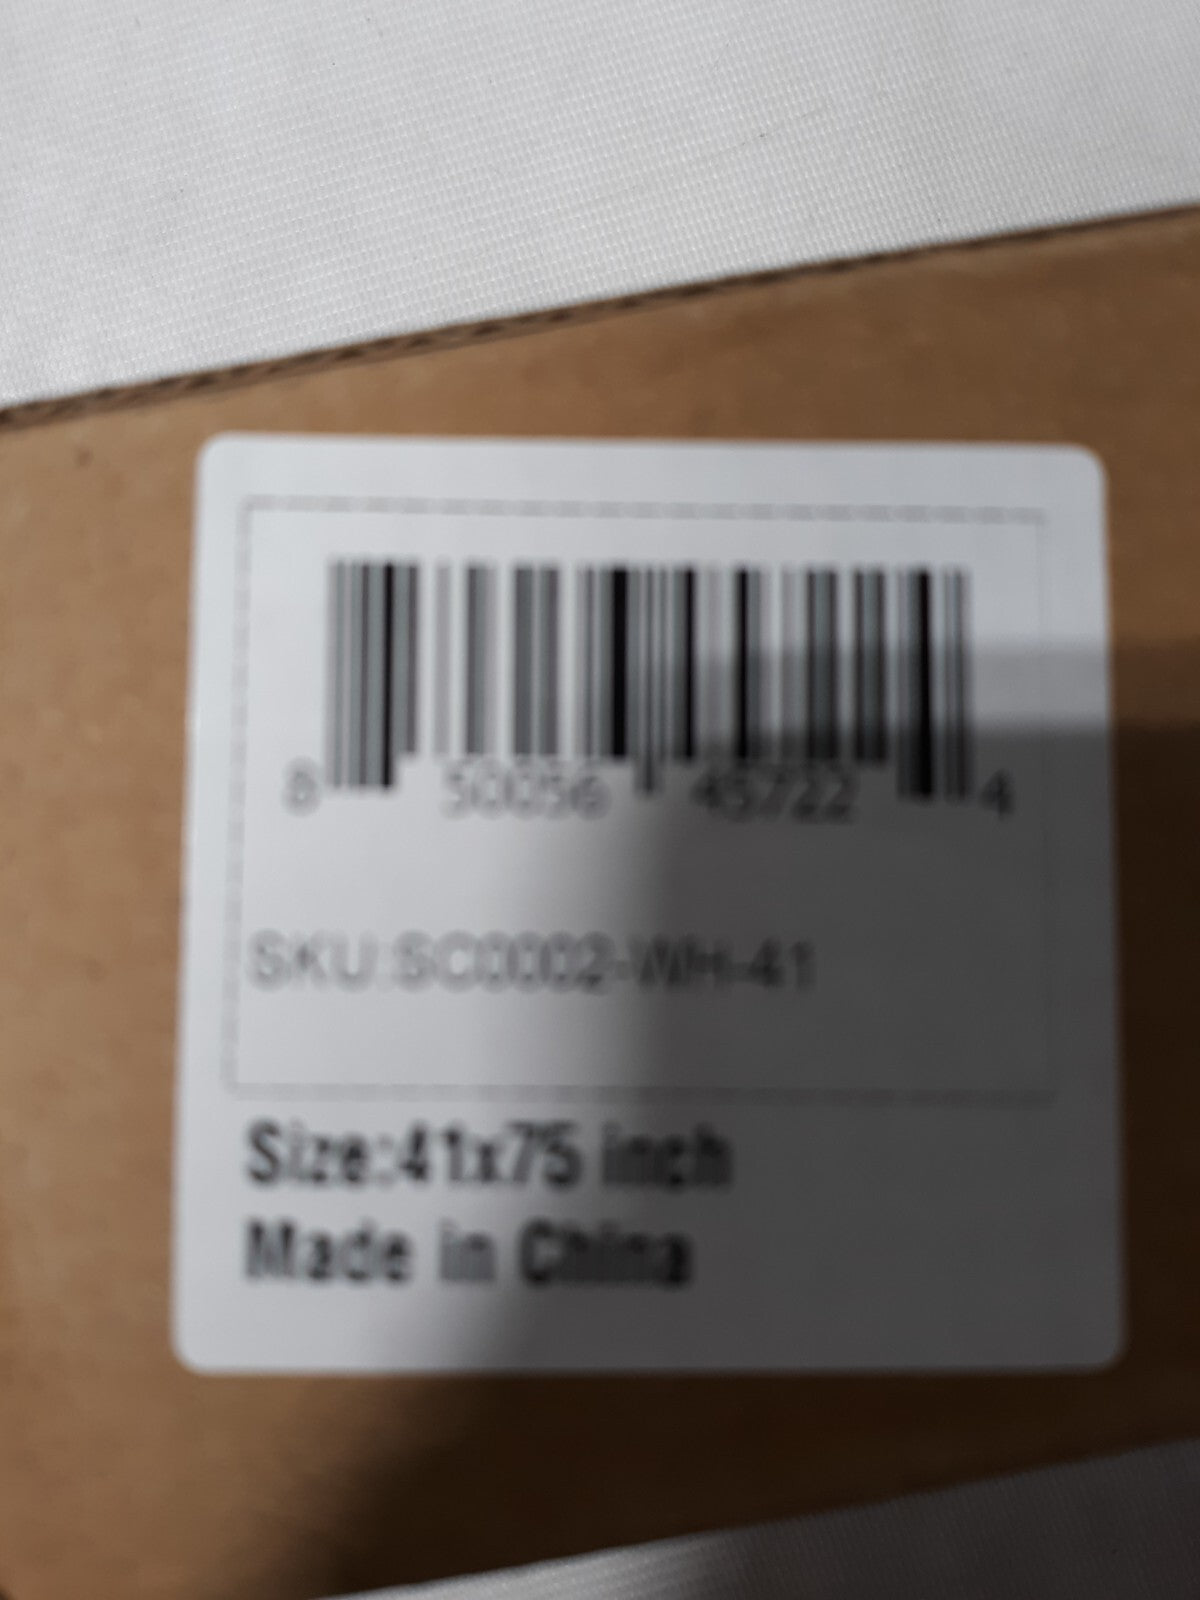 8 50056 45722 4
SKU:SC0002-WH-41
Size:41x75 inch
Made in China